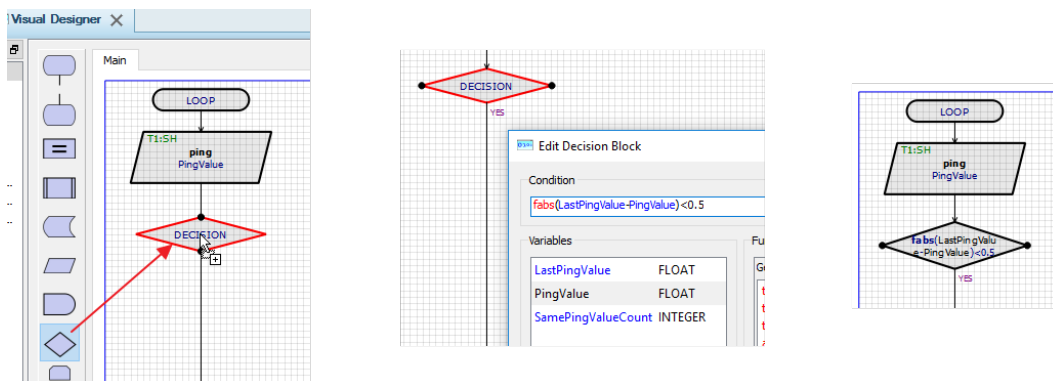 Visual Designer
Main
LOOP
T1:SH
ping
PingValue
DECISION
..
..
..
DECISION
YES
Edit Decision Block
Condition
fabs(LastPingValue-PingValue)<0.5
Variables
Fu
LastPingValue FLOAT
PingValue FLOAT
SamePingValueCount INTEGER
LOOP
T1:SH
ping
PingValue
fabs(LastPingValu
e-PingValue)<0.5
YES